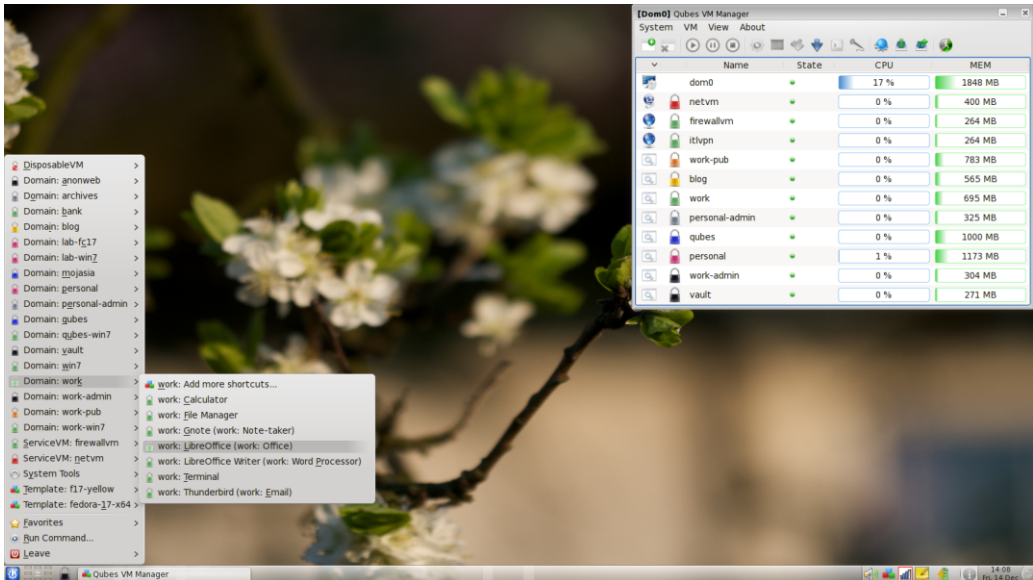 [Dom0] Qubes VM Manager
System VM View About
Name State CPU MEM
dom0 17 % 1848 MB
netvm 0 % 400 MB
firewallvm 0 % 264 MB
itlvpn 0 % 264 MB
work-pub 0 % 783 MB
blog 0 % 565 MB
work 0 % 695 MB
personal-admin 0 % 325 MB
qubes 0 % 1000 MB
personal 1 % 1173 MB
work-admin 0 % 304 MB
vault 0 % 271 MB
DisposableVM
Domain: anonweb
Domain: archives
Domain: bank
Domain: blog
Domain: lab-fc17
Domain: lab-win7
Domain: mojasia
Domain: personal
Domain: personal-admin
Domain: qubes
Domain: qubes-win7
Domain: vault
Domain: win7
Domain: work
Domain: work-admin
Domain: work-pub
Domain: work-win7
ServiceVM: firewallvm
ServiceVM: netvm
System Tools
Template: f17-yellow
Template: fedora-17-x64
Favorites
Run Command...
Leave
work: Add more shortcuts...
work: Calculator
work: File Manager
work: Gnote (work: Note-taker)
work: LibreOffice (work: Office)
work: LibreOffice Writer (work: Word Processor)
work: Terminal
work: Thunderbird (work: Email)
Qubes VM Manager
14 08
Fri, 14 Dec